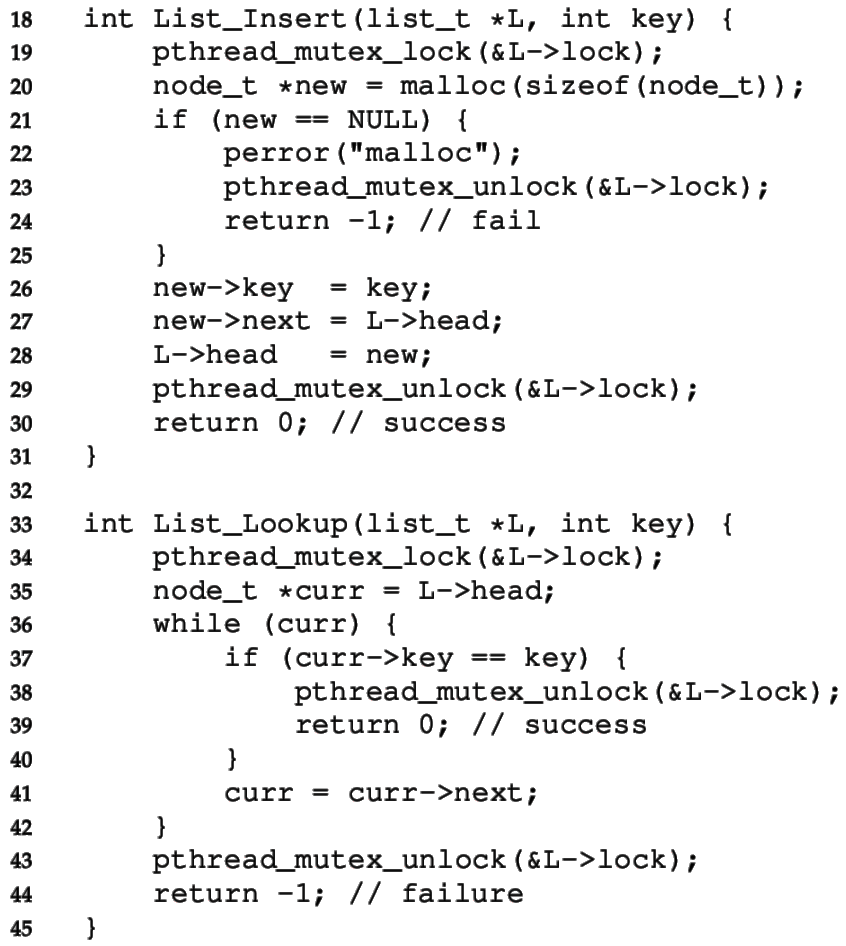 18 int List_Insert(list_t *L, int key) {
19 pthread_mutex_lock(&L->lock);
20 node_t *new = malloc(sizeof(node_t));
21 if (new == NULL) {
22 perror("malloc");
23 pthread_mutex_unlock(&L->lock);
24 return -1; // fail
25 }
26 new->key = key;
27 new->next = L->head;
28 L->head = new;
29 pthread_mutex_unlock(&L->lock);
30 return 0; // success
31 }
32
33 int List_Lookup(list_t *L, int key) {
34 pthread_mutex_lock(&L->lock);
35 node_t *curr = L->head;
36 while (curr) {
37 if (curr->key == key) {
38 pthread_mutex_unlock(&L->lock);
39 return 0; // success
40 }
41 curr = curr->next;
42 }
43 pthread_mutex_unlock(&L->lock);
44 return -1; // failure
45 }